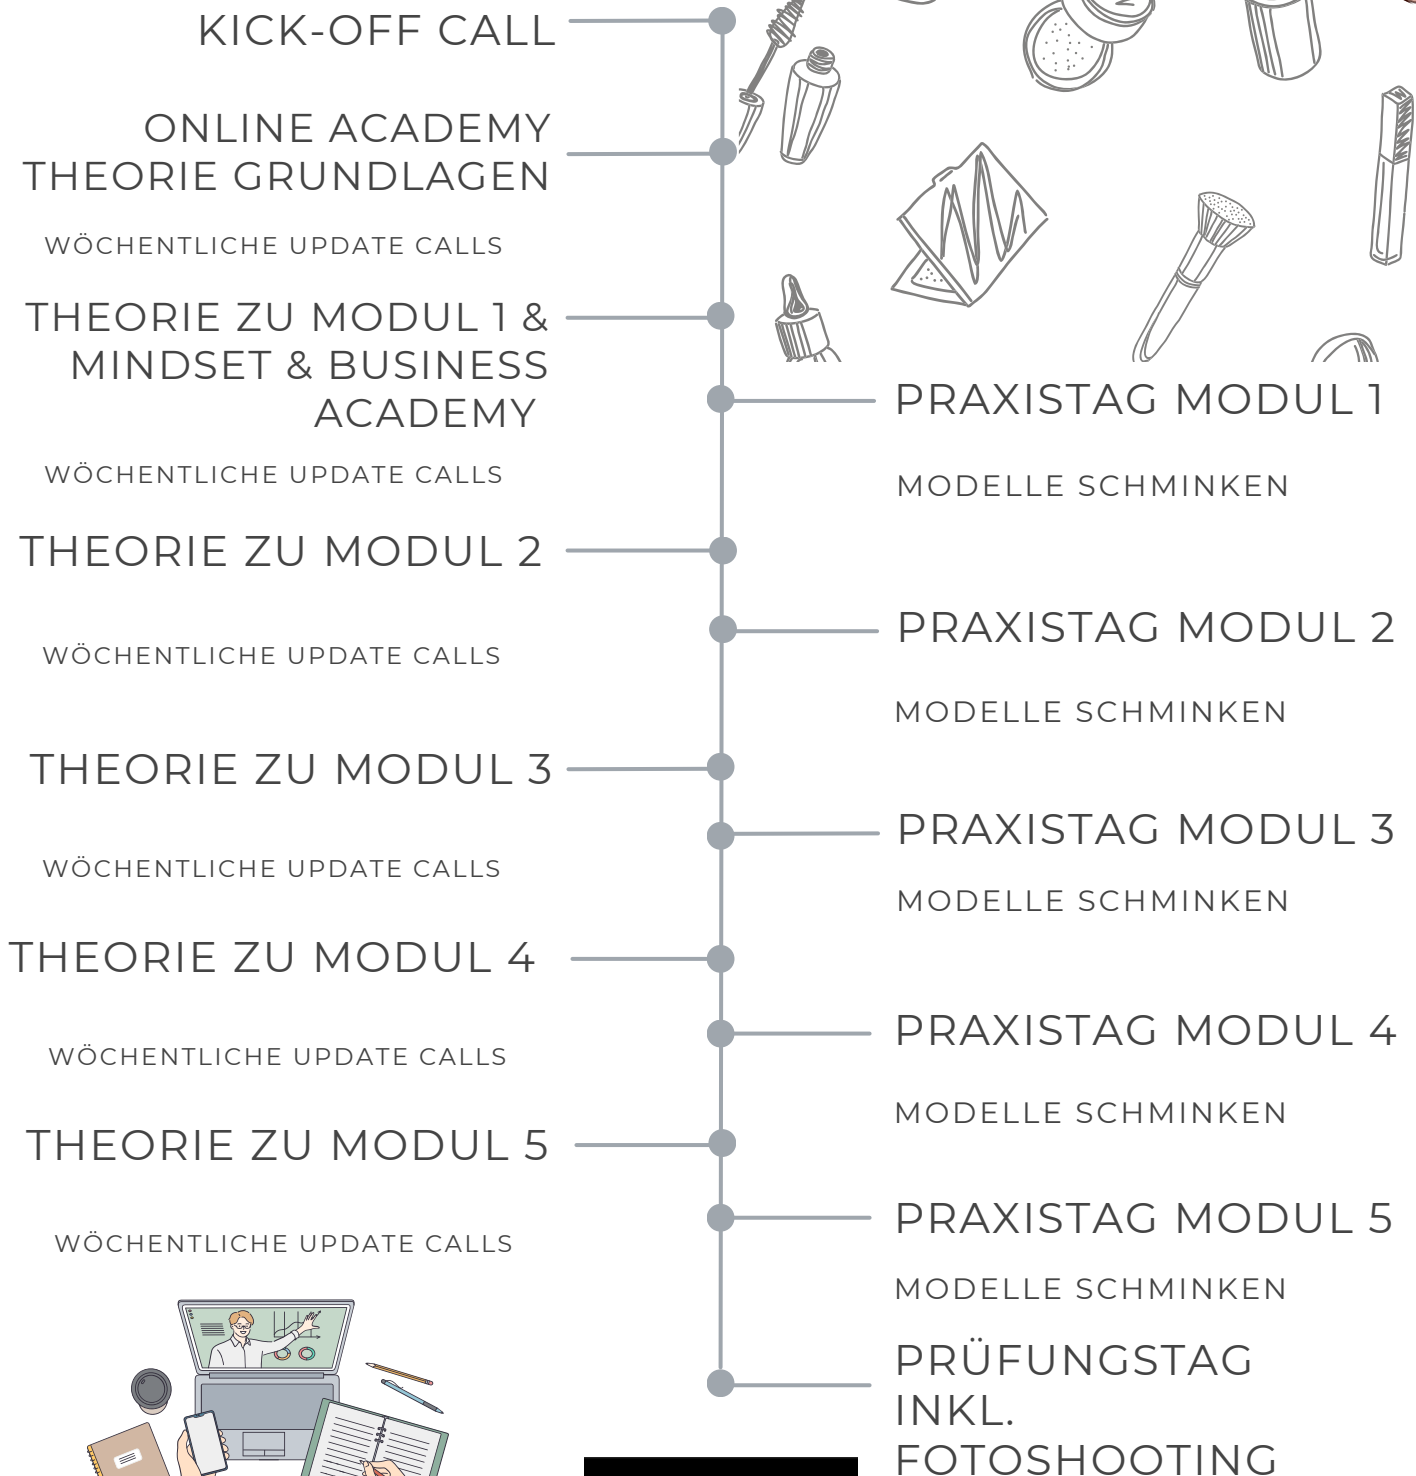 KICK-OFF CALL
ONLINE ACADEMY
THEORIE GRUNDLAGEN
WÖCHENTLICHE UPDATE CALLS
THEORIE ZU MODUL 1 &
MINDSET & BUSINESS
ACADEMY
PRAXISTAG MODUL 1
WÖCHENTLICHE UPDATE CALLS
MODELLE SCHMINKEN
THEORIE ZU MODUL 2
PRAXISTAG MODUL 2
WÖCHENTLICHE UPDATE CALLS
MODELLE SCHMINKEN
THEORIE ZU MODUL 3
PRAXISTAG MODUL 3
WÖCHENTLICHE UPDATE CALLS
MODELLE SCHMINKEN
THEORIE ZU MODUL 4
PRAXISTAG MODUL 4
WÖCHENTLICHE UPDATE CALLS
MODELLE SCHMINKEN
THEORIE ZU MODUL 5
PRAXISTAG MODUL 5
WÖCHENTLICHE UPDATE CALLS
MODELLE SCHMINKEN
PRÜFUNGSTAG
INKL.
FOTOSHOOTING